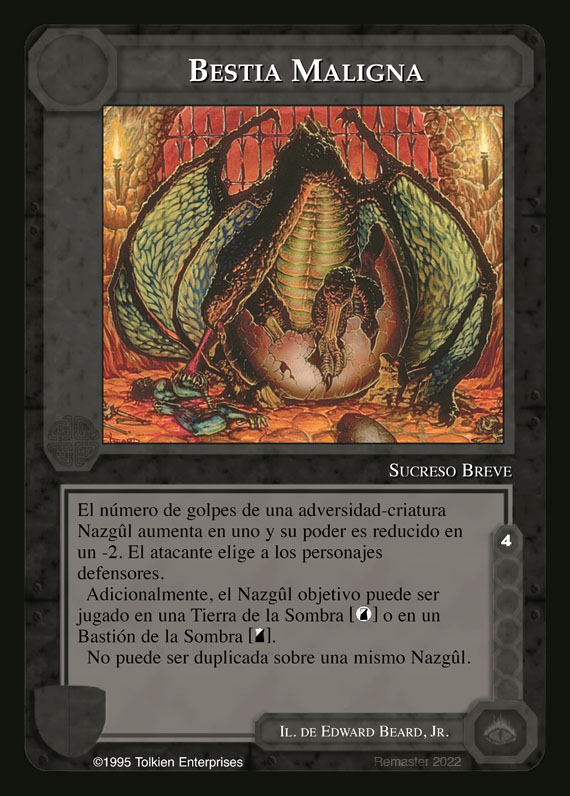 BESTIA MALIGNA
BEARD
SUCRESO BREVE
El número de golpes de una adversidad-criatura
Nazgûl aumenta en uno y su poder es reducido en
un -2. El atacante elige a los personajes
defensores.
Adicionalmente, el Nazgûl objetivo puede ser
jugado en una Tierra de la Sombra [ ] o en un
Bastión de la Sombra [ ].
No puede ser duplicada sobre una mismo Nazgûl.
4
IL. DE EDWARD BEARD, JR.
©1995 Tolkien Enterprises
Remaster 2022